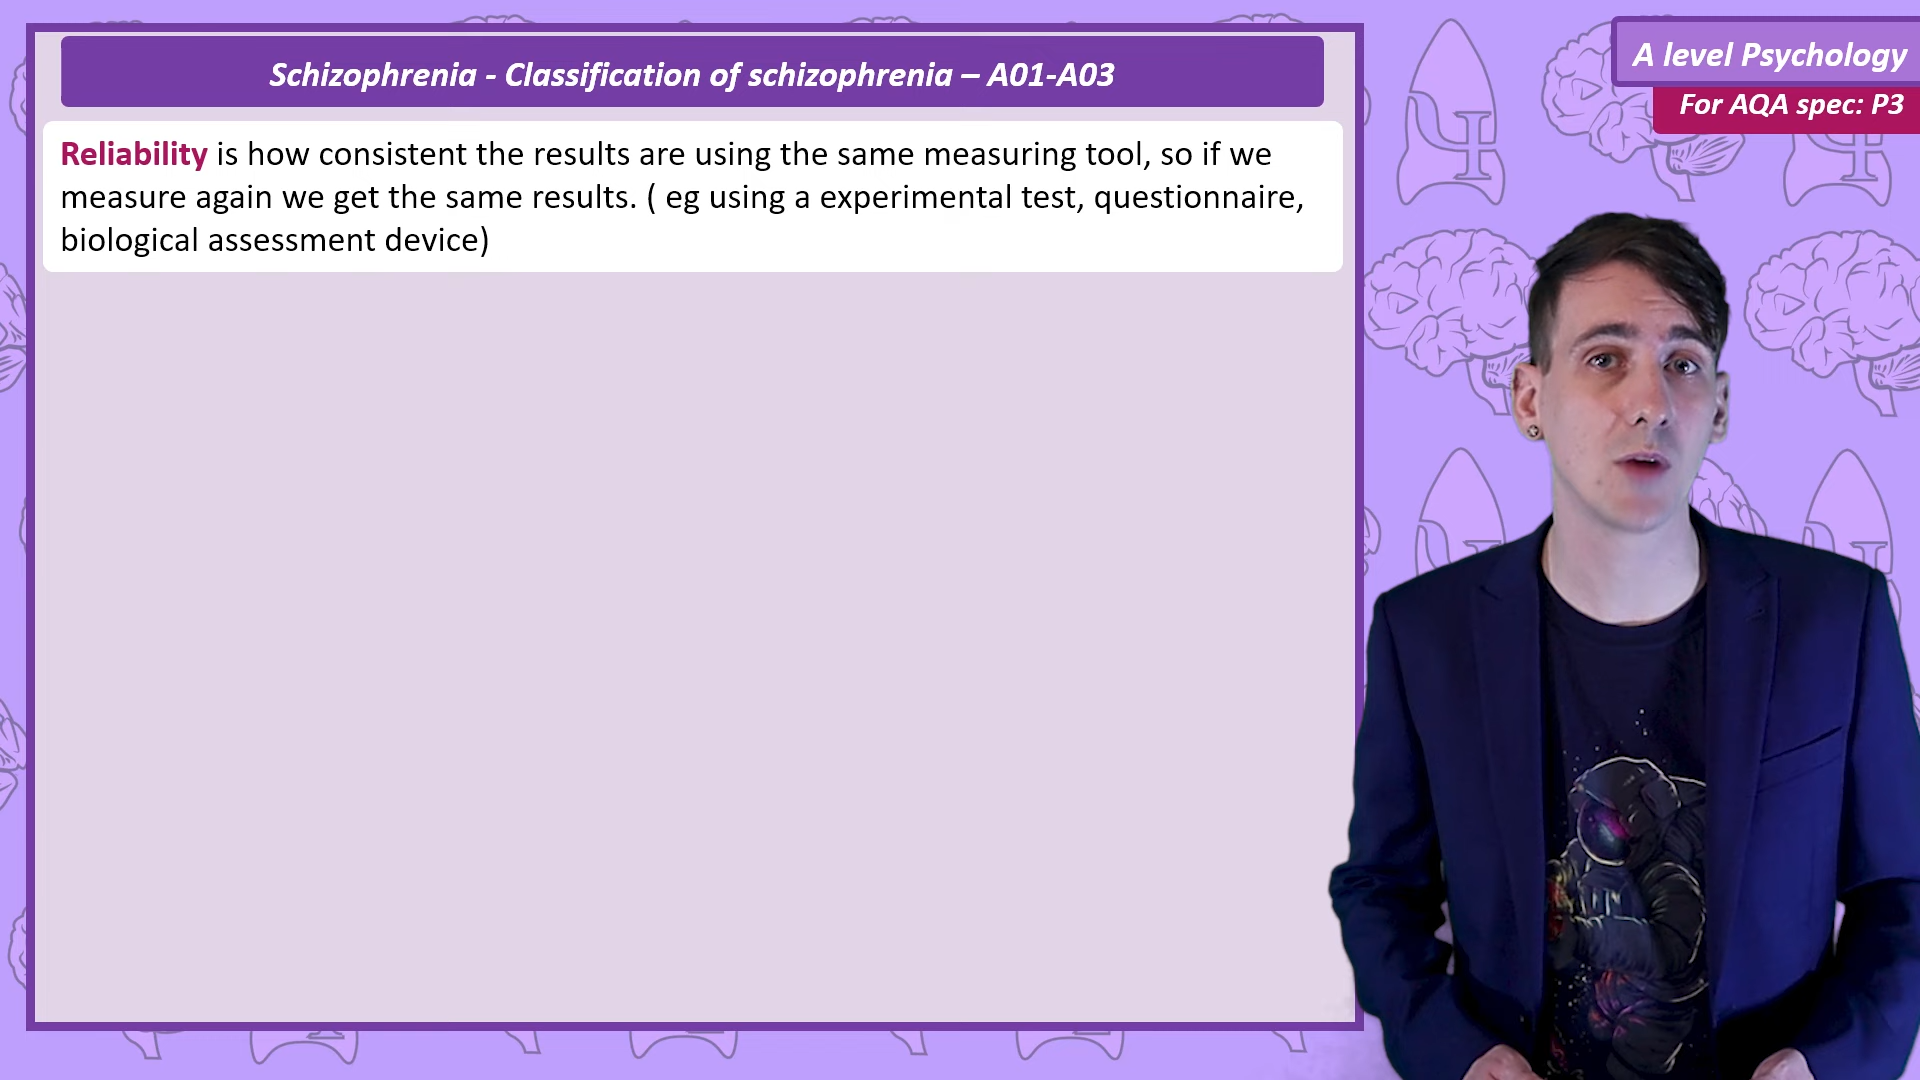 Schizophrenia - Classification of schizophrenia – A01-A03
A level Psychology
For AQA spec: P3
Reliability is how consistent the results are using the same measuring tool, so if we
measure again we get the same results. ( eg using a experimental test, questionnaire,
biological assessment device)